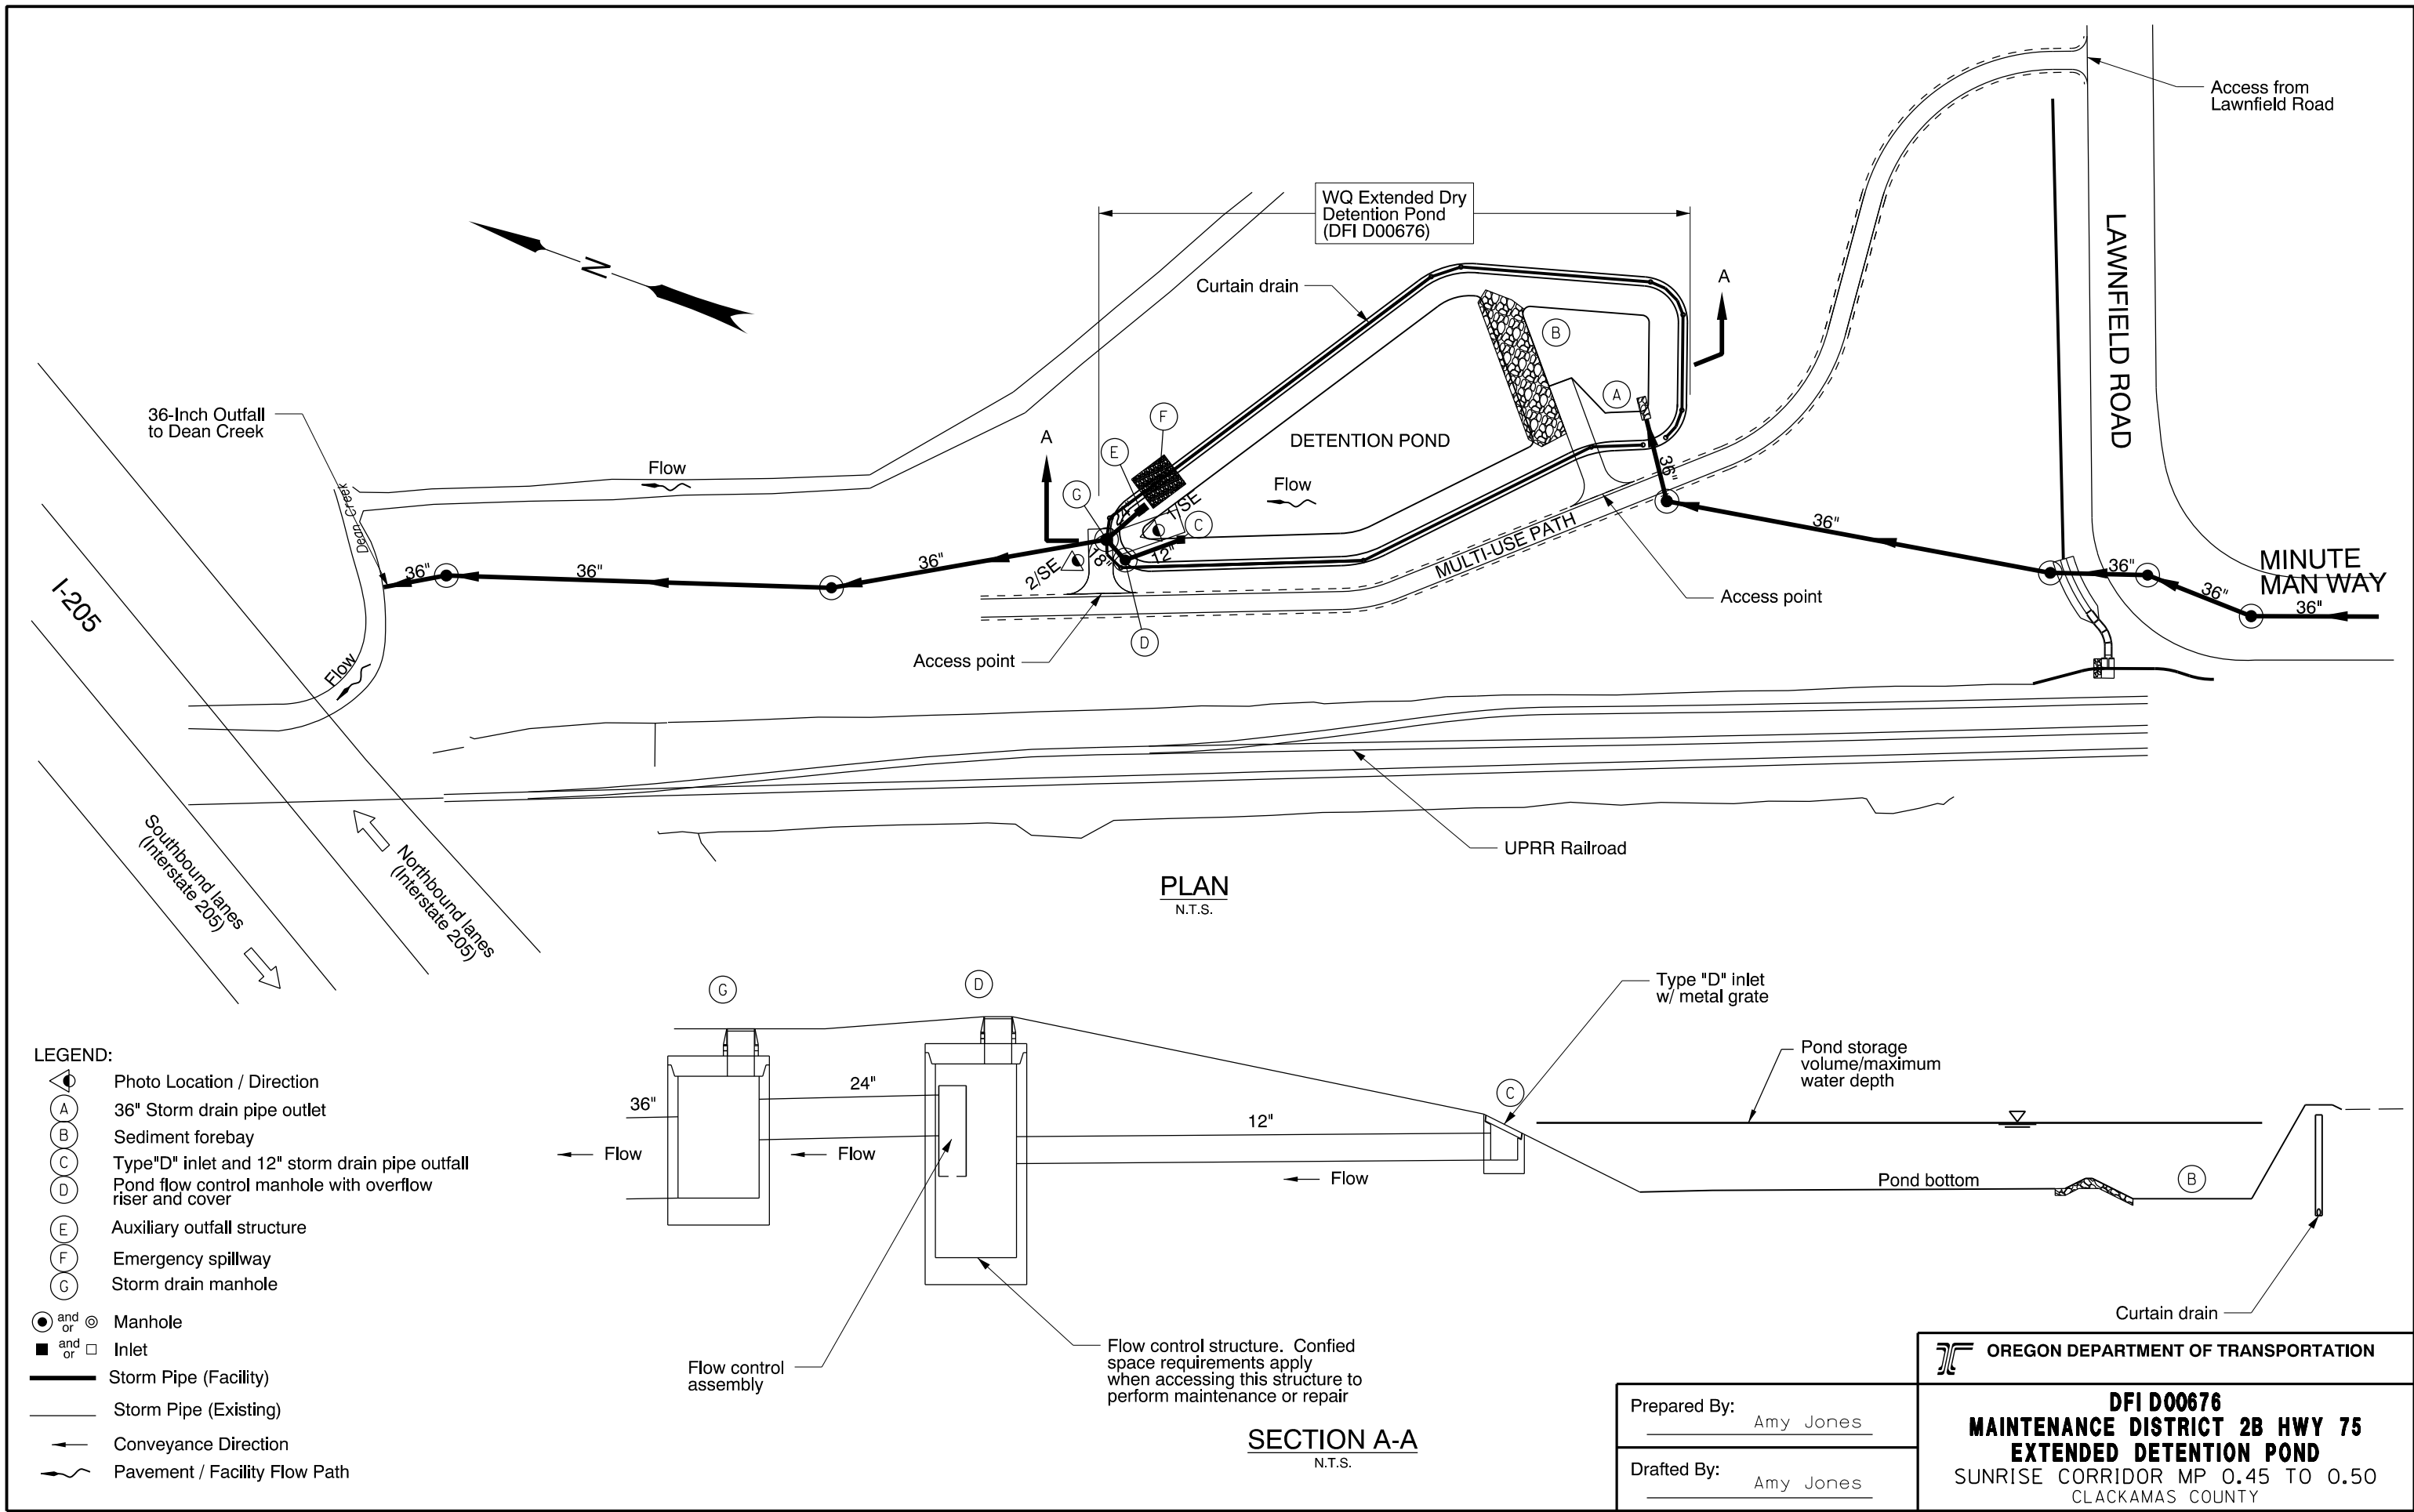 Access from
Lawnfield Road
WQ Extended Dry
Detention Pond
(DFI D00676)
N
Curtain drain
A
A
LAWNFIELD ROAD
36-Inch Outfall
to Dean Creek
Dean Creek
Flow
B
A
F
E
G
C
D
DETENTION POND
Flow
24"
1/SE
2/SE
18"
12"
36"
36"
36"
36"
36"
36"
36"
36"
MULTI-USE PATH
MINUTE
MAN WAY
Access point
Access point
I-205
Flow
Southbound lanes
(Interstate 205)
Northbound lanes
(Interstate 205)
UPRR Railroad
PLAN
N.T.S.
LEGEND:
Photo Location / Direction
A 36" Storm drain pipe outlet
B Sediment forebay
C Type"D" inlet and 12" storm drain pipe outfall
D Pond flow control manhole with overflow
riser and cover
E Auxiliary outfall structure
F Emergency spillway
G Storm drain manhole
and or Manhole
and or Inlet
Storm Pipe (Facility)
Storm Pipe (Existing)
Conveyance Direction
Pavement / Facility Flow Path
G
D
C
B
36"
24"
12"
Flow
Flow
Flow
Type "D" inlet
w/ metal grate
Pond storage
volume/maximum
water depth
Pond bottom
Curtain drain
Flow control
assembly
Flow control structure. Confied
space requirements apply
when accessing this structure to
perform maintenance or repair
SECTION A-A
N.T.S.
Prepared By: Amy Jones
Drafted By: Amy Jones
OREGON DEPARTMENT OF TRANSPORTATION
DFI D00676
MAINTENANCE DISTRICT 2B HWY 75
EXTENDED DETENTION POND
SUNRISE CORRIDOR MP 0.45 TO 0.50
CLACKAMAS COUNTY